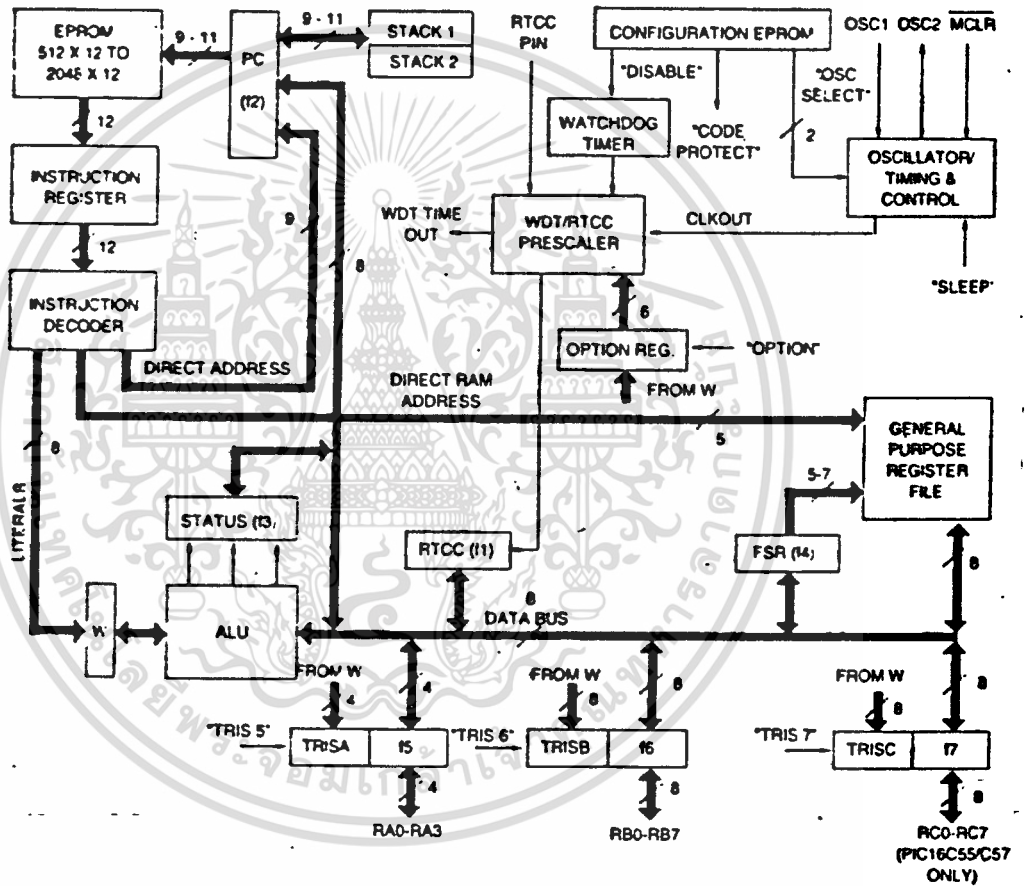 EPROM
512 X 12 TO
2048 X 12
9 - 11
PC
(f2)
9 - 11
STACK 1
STACK 2
RTCC
PIN
CONFIGURATION EPROM
OSC1 OSC2 MCLR
"DISABLE"
"OSC
SELECT"
WATCHDOG
TIMER
"CODE
PROTECT"
2
OSCILLATOR/
TIMING &
CONTROL
12
INSTRUCTION
REGISTER
9
WDT TIME
OUT
WDT/RTCC
PRESCALER
CLKOUT
12
8
"SLEEP"
INSTRUCTION
DECODER
6
OPTION REG.
"OPTION"
DIRECT ADDRESS
DIRECT RAM
ADDRESS
FROM W
5
GENERAL
PURPOSE
REGISTER
FILE
8
LITERALS
5-7
STATUS (f3)
RTCC (f1)
FSR (f4)
8
8
DATA BUS
W
ALU
FROM W
4
4
FROM W
8
8
FROM W
8
8
"TRIS 5"
TRISA
f5
"TRIS 6"
TRISB
f6
"TRIS 7"
TRISC
f7
4
8
8
RA0-RA3
RB0-RB7
RC0-RC7
(PIC16C55/C57
ONLY)